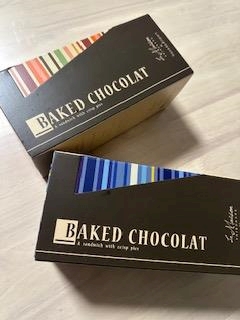 BAKED CHOCOLAT
A sandwich with crisp pies
BAKED CHOCOLAT
A sandwich with crisp pies